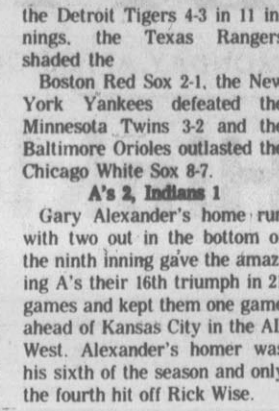 the Detroit Tigers 4-3 in 11 in
nings, the Texas Rangers
shaded the
Boston Red Sox 2-1, the New
York Yankees defeated the
Minnesota Twins 3-2 and the
Baltimore Orioles outlasted the
Chicago White Sox 8-7.
A's 2, Indians 1
Gary Alexander's home run
with two out in the bottom o
the ninth inning gave the amaz
ing A's their 16th triumph in 2
games and kept them one game
ahead of Kansas City in the Al
West. Alexander's homer was
his sixth of the season and only
the fourth hit off Rick Wise.